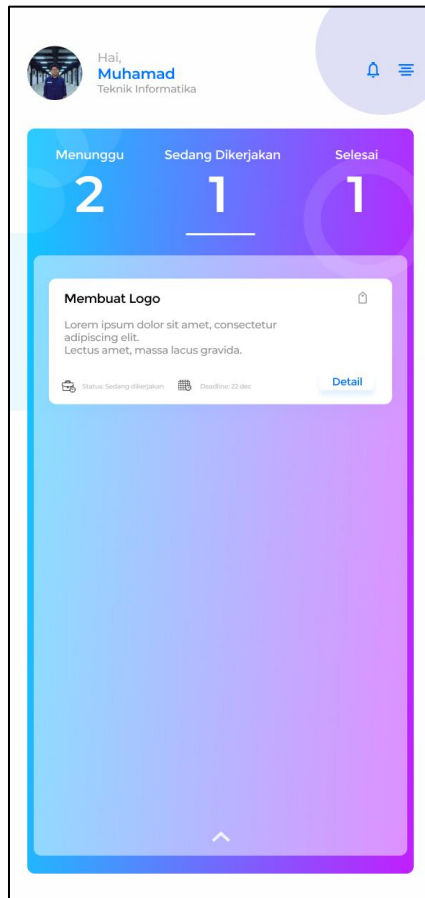 Hai,
Muhamad
Teknik Informatika
Menunggu
Sedang Dikerjakan
Selesai
2
1
1
Membuat Logo
Lorem ipsum dolor sit amet, consectetur
adipiscing elit.
Lectus amet, massa lacus gravida.
Status: Sedang dikerjakan
Deadline: 22 dec
Detail